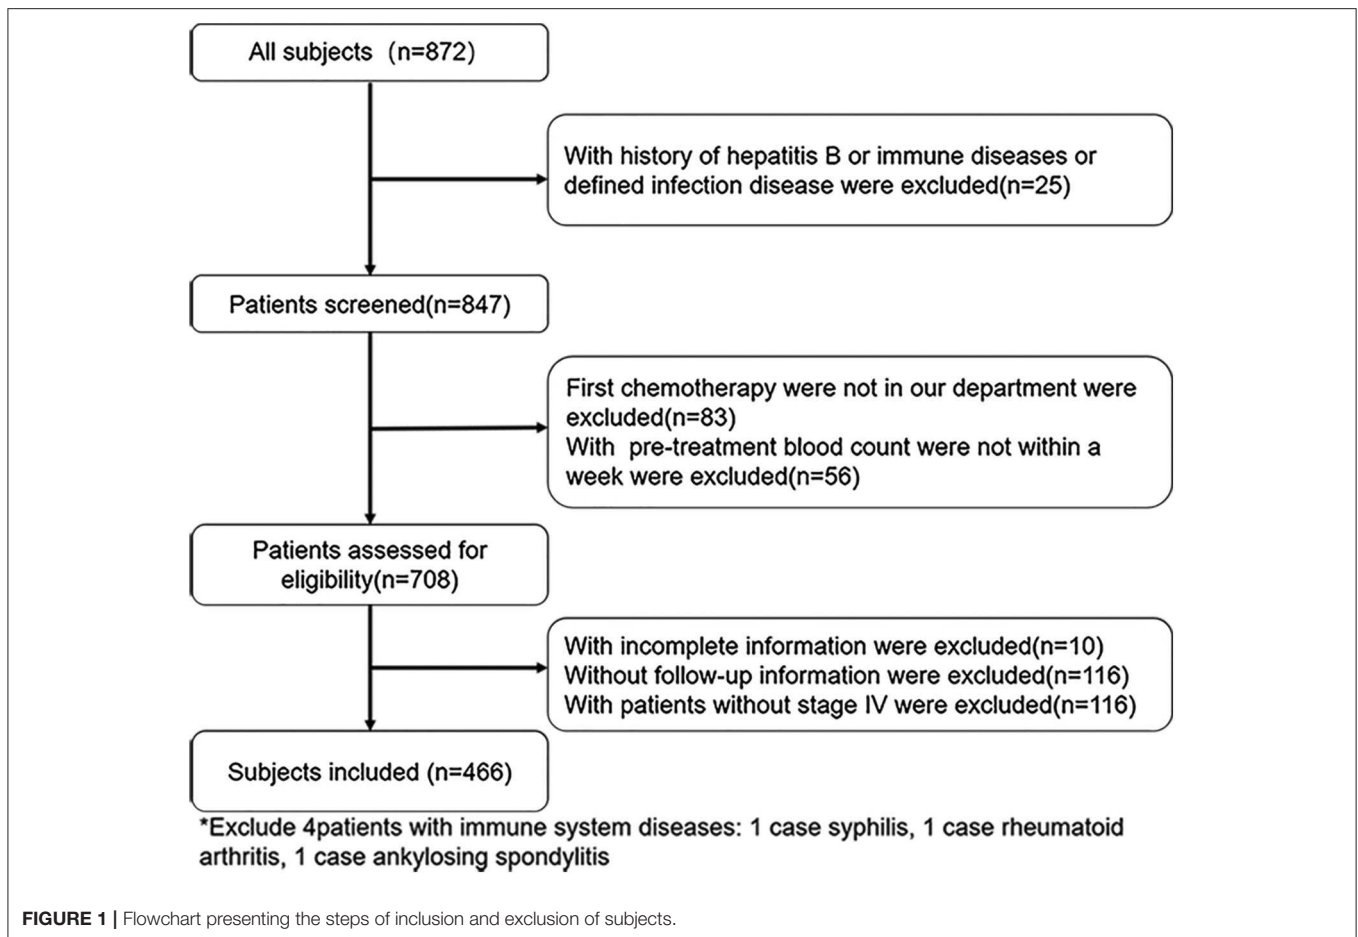 All subjects （n=872)
With history of hepatitis B or immune diseases or
defined infection disease were excluded(n=25)
Patients screened(n=847)
First chemotherapy were not in our department were
excluded(n=83)
With  pre-treatment blood count were not within a
week were excluded(n=56)
Patients assessed for
eligibility(n=708)
With incomplete information were excluded(n=10)
Without follow-up information were excluded(n=116)
With patients without stage IV were excluded(n=116)
Subjects included (n=466)
*Exclude 4patients with immune system diseases: 1 case syphilis, 1 case rheumatoid
arthritis, 1 case ankylosing spondylitis
FIGURE 1 | Flowchart presenting the steps of inclusion and exclusion of subjects.